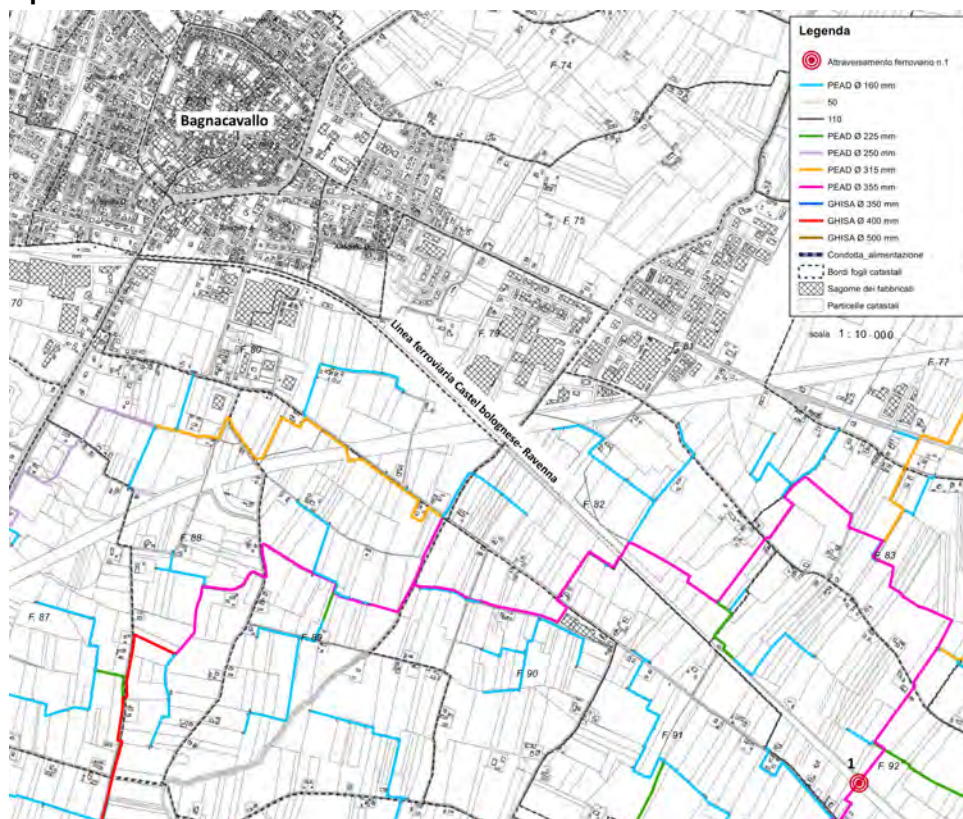 Legenda
Attraversamento ferroviario n.1
PEAD Ø 160 mm
50
110
PEAD Ø 225 mm
PEAD Ø 250 mm
PEAD Ø 315 mm
PEAD Ø 355 mm
GHISA Ø 350 mm
GHISA Ø 400 mm
GHISA Ø 500 mm
Condotta_alimentazione
Bordi fogli catastali
Sagome dei fabbricati
Particelle catastali
scala 1 : 10 000
Bagnacavallo
Linea ferroviaria Castel bolognese- Ravenna
F. 74
F. 75
F. 77
F. 79
F. 80
F. 81
F. 82
F. 83
F. 87
F. 88
F. 89
F. 90
F. 91
F. 92
70
1